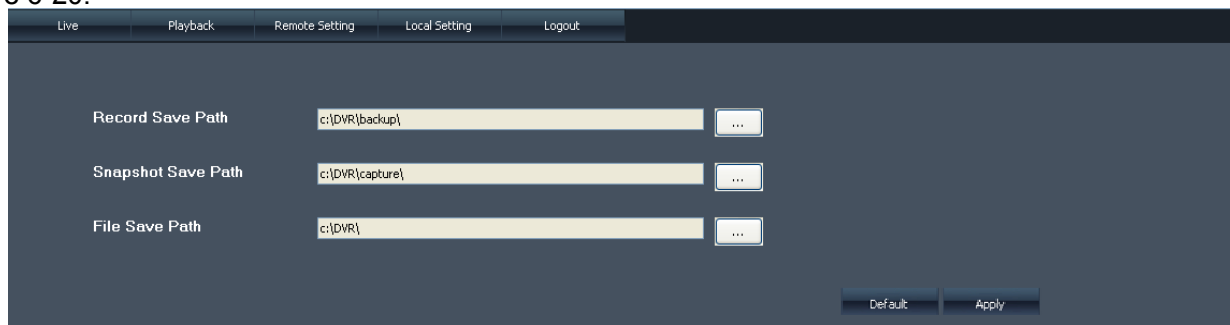 Live Playback Remote Setting Local Setting Logout
Record Save Path c:\DVR\backup\ ...
Snapshot Save Path c:\DVR\capture\ ...
File Save Path c:\DVR\ ...
Default Apply